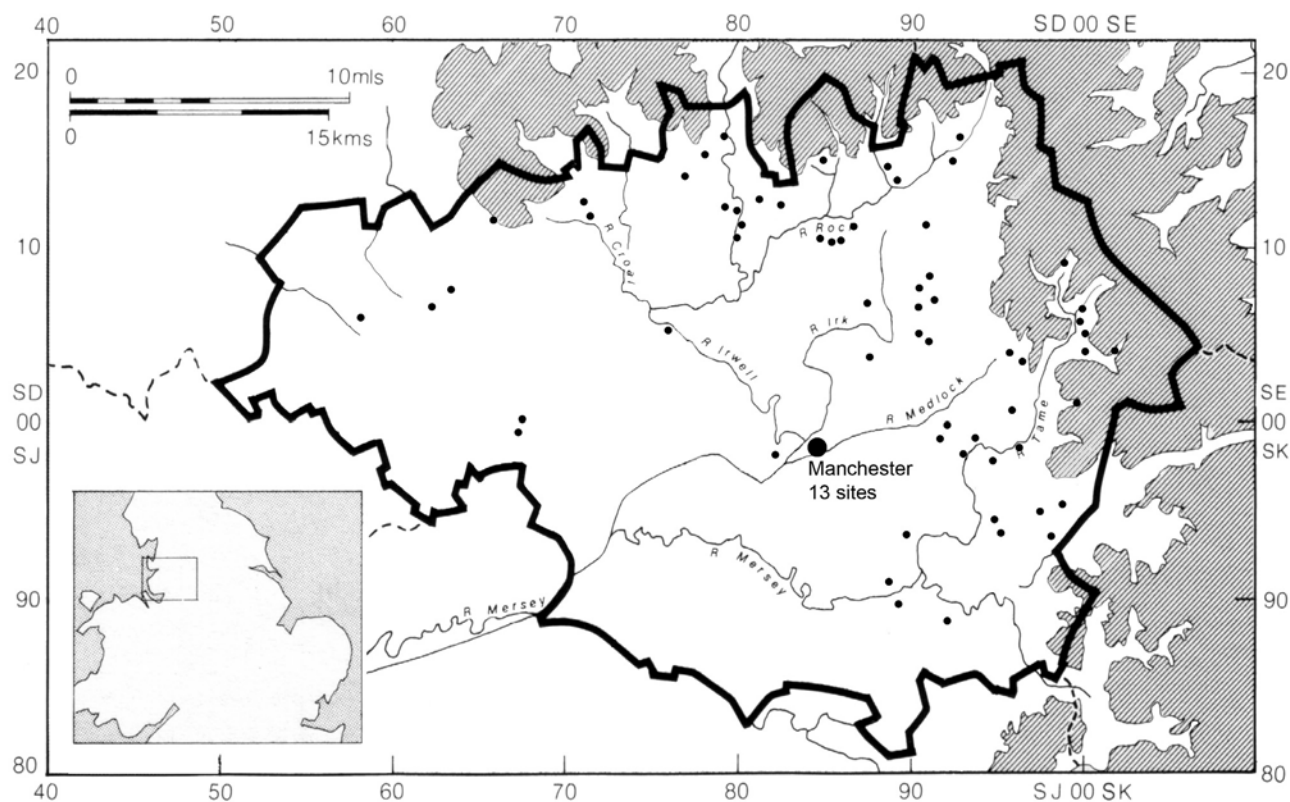 40 50 60 70 80 90 SD 00 SE
20 20
0 10mls
0 15kms
10 10
R Croal
R Roch
R Irk
R Irwell
R Medlock
R Tame
SD SE
00 00
SJ SK
Manchester
13 sites
R Mersey
R Mersey
90 90
80 80
40 50 60 70 80 90 SJ 00 SK